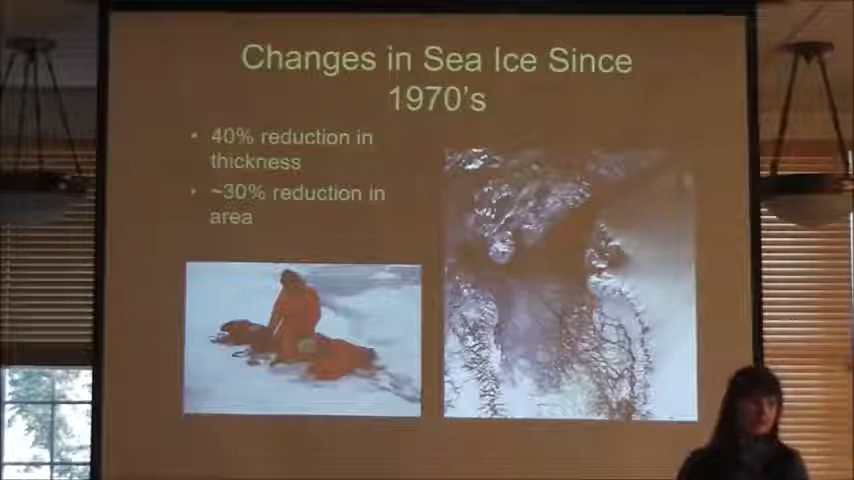 Changes in Sea Ice Since
1970's
• 40% reduction in
thickness
• ~30% reduction in
area